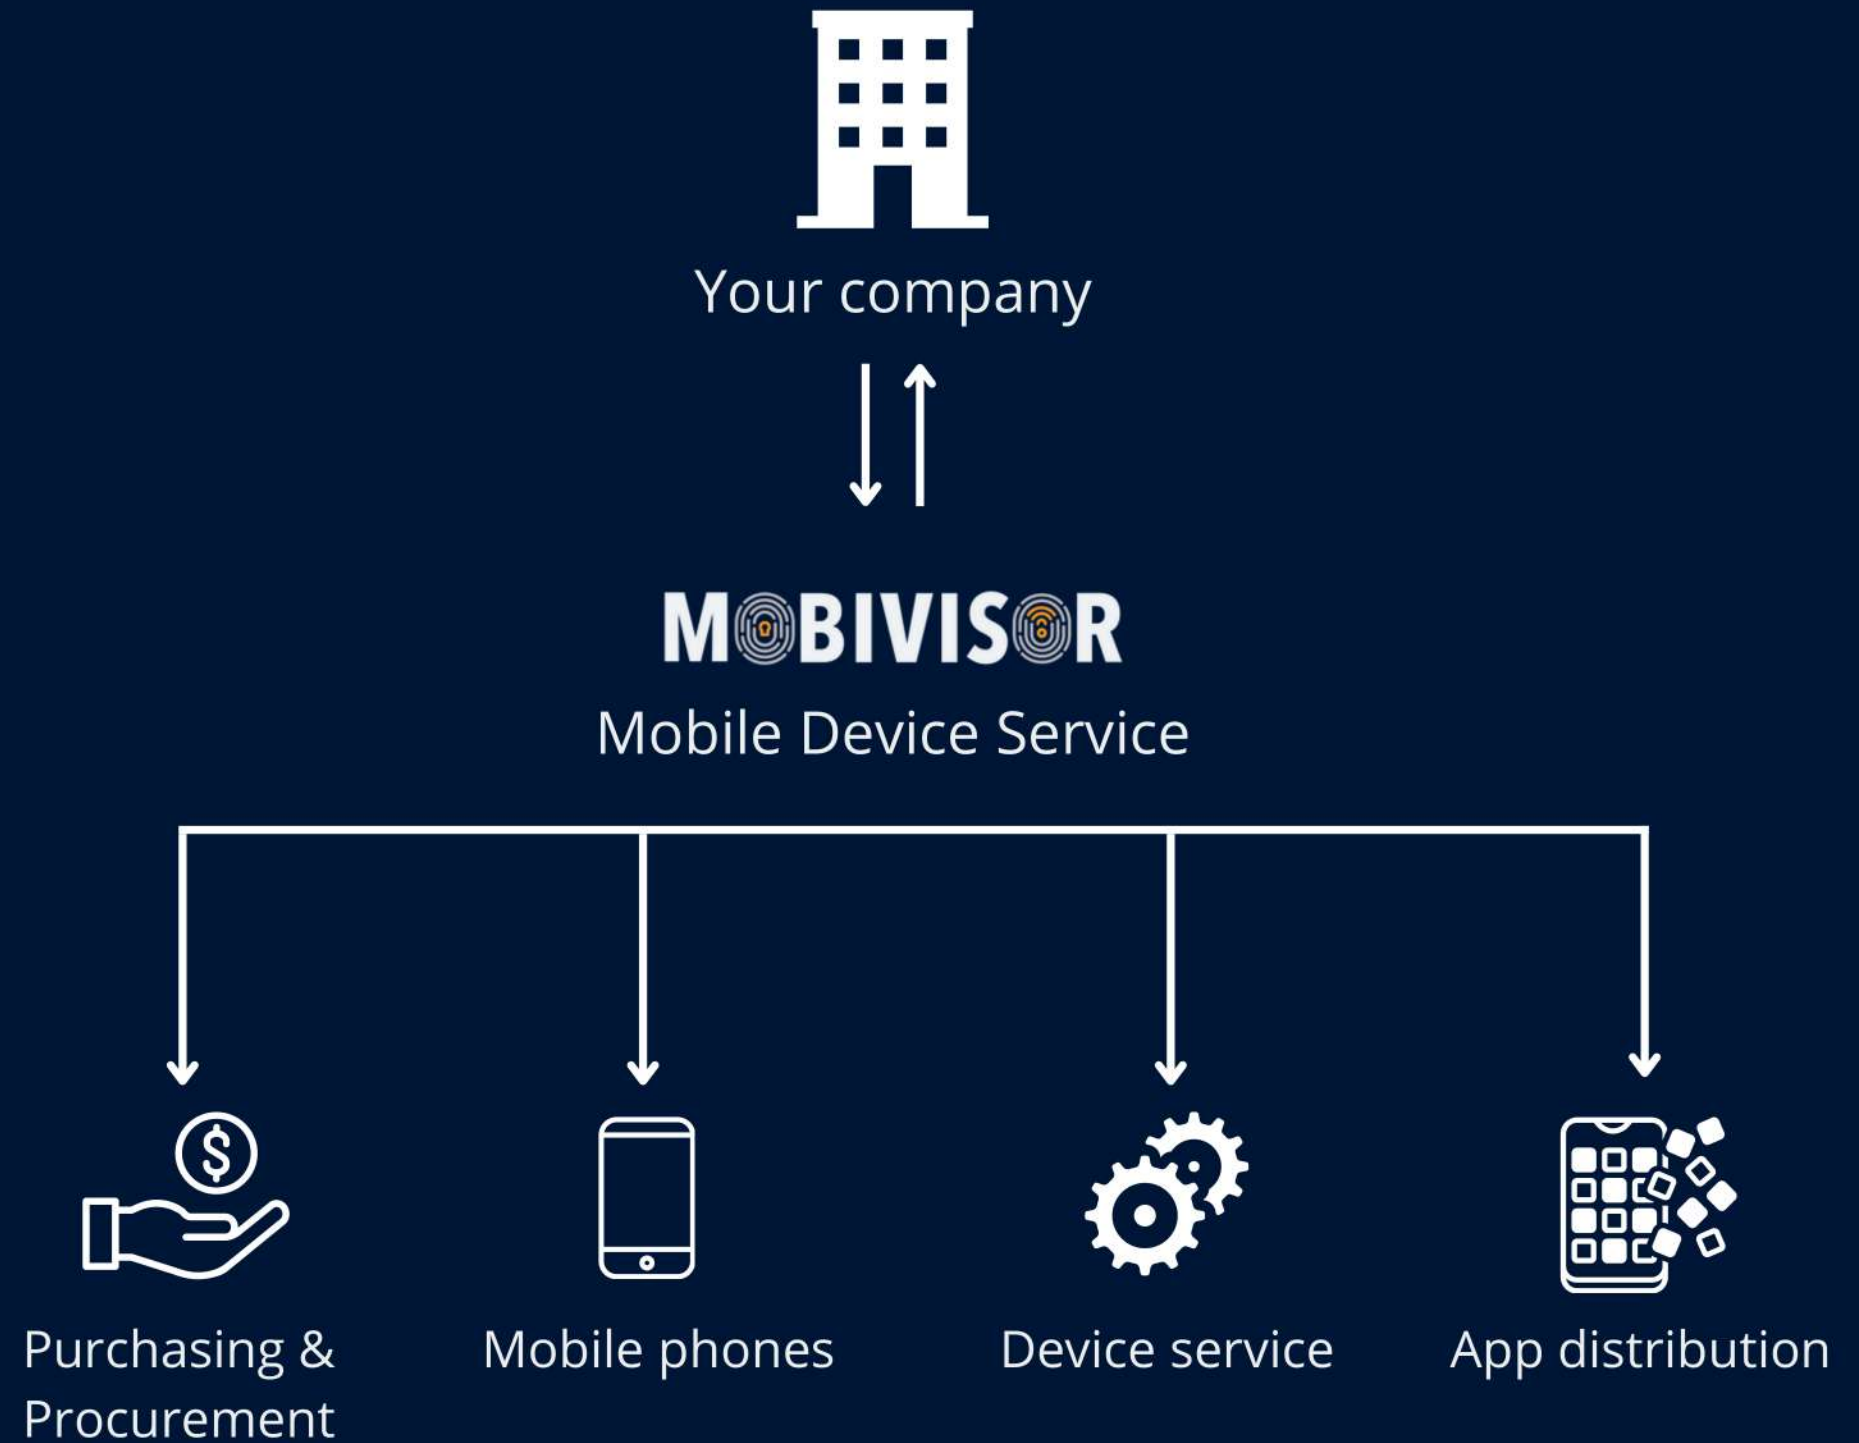 Your company
MOBIVISOR
Mobile Device Service
$
Purchasing &
Procurement
Mobile phones
Device service
App distribution